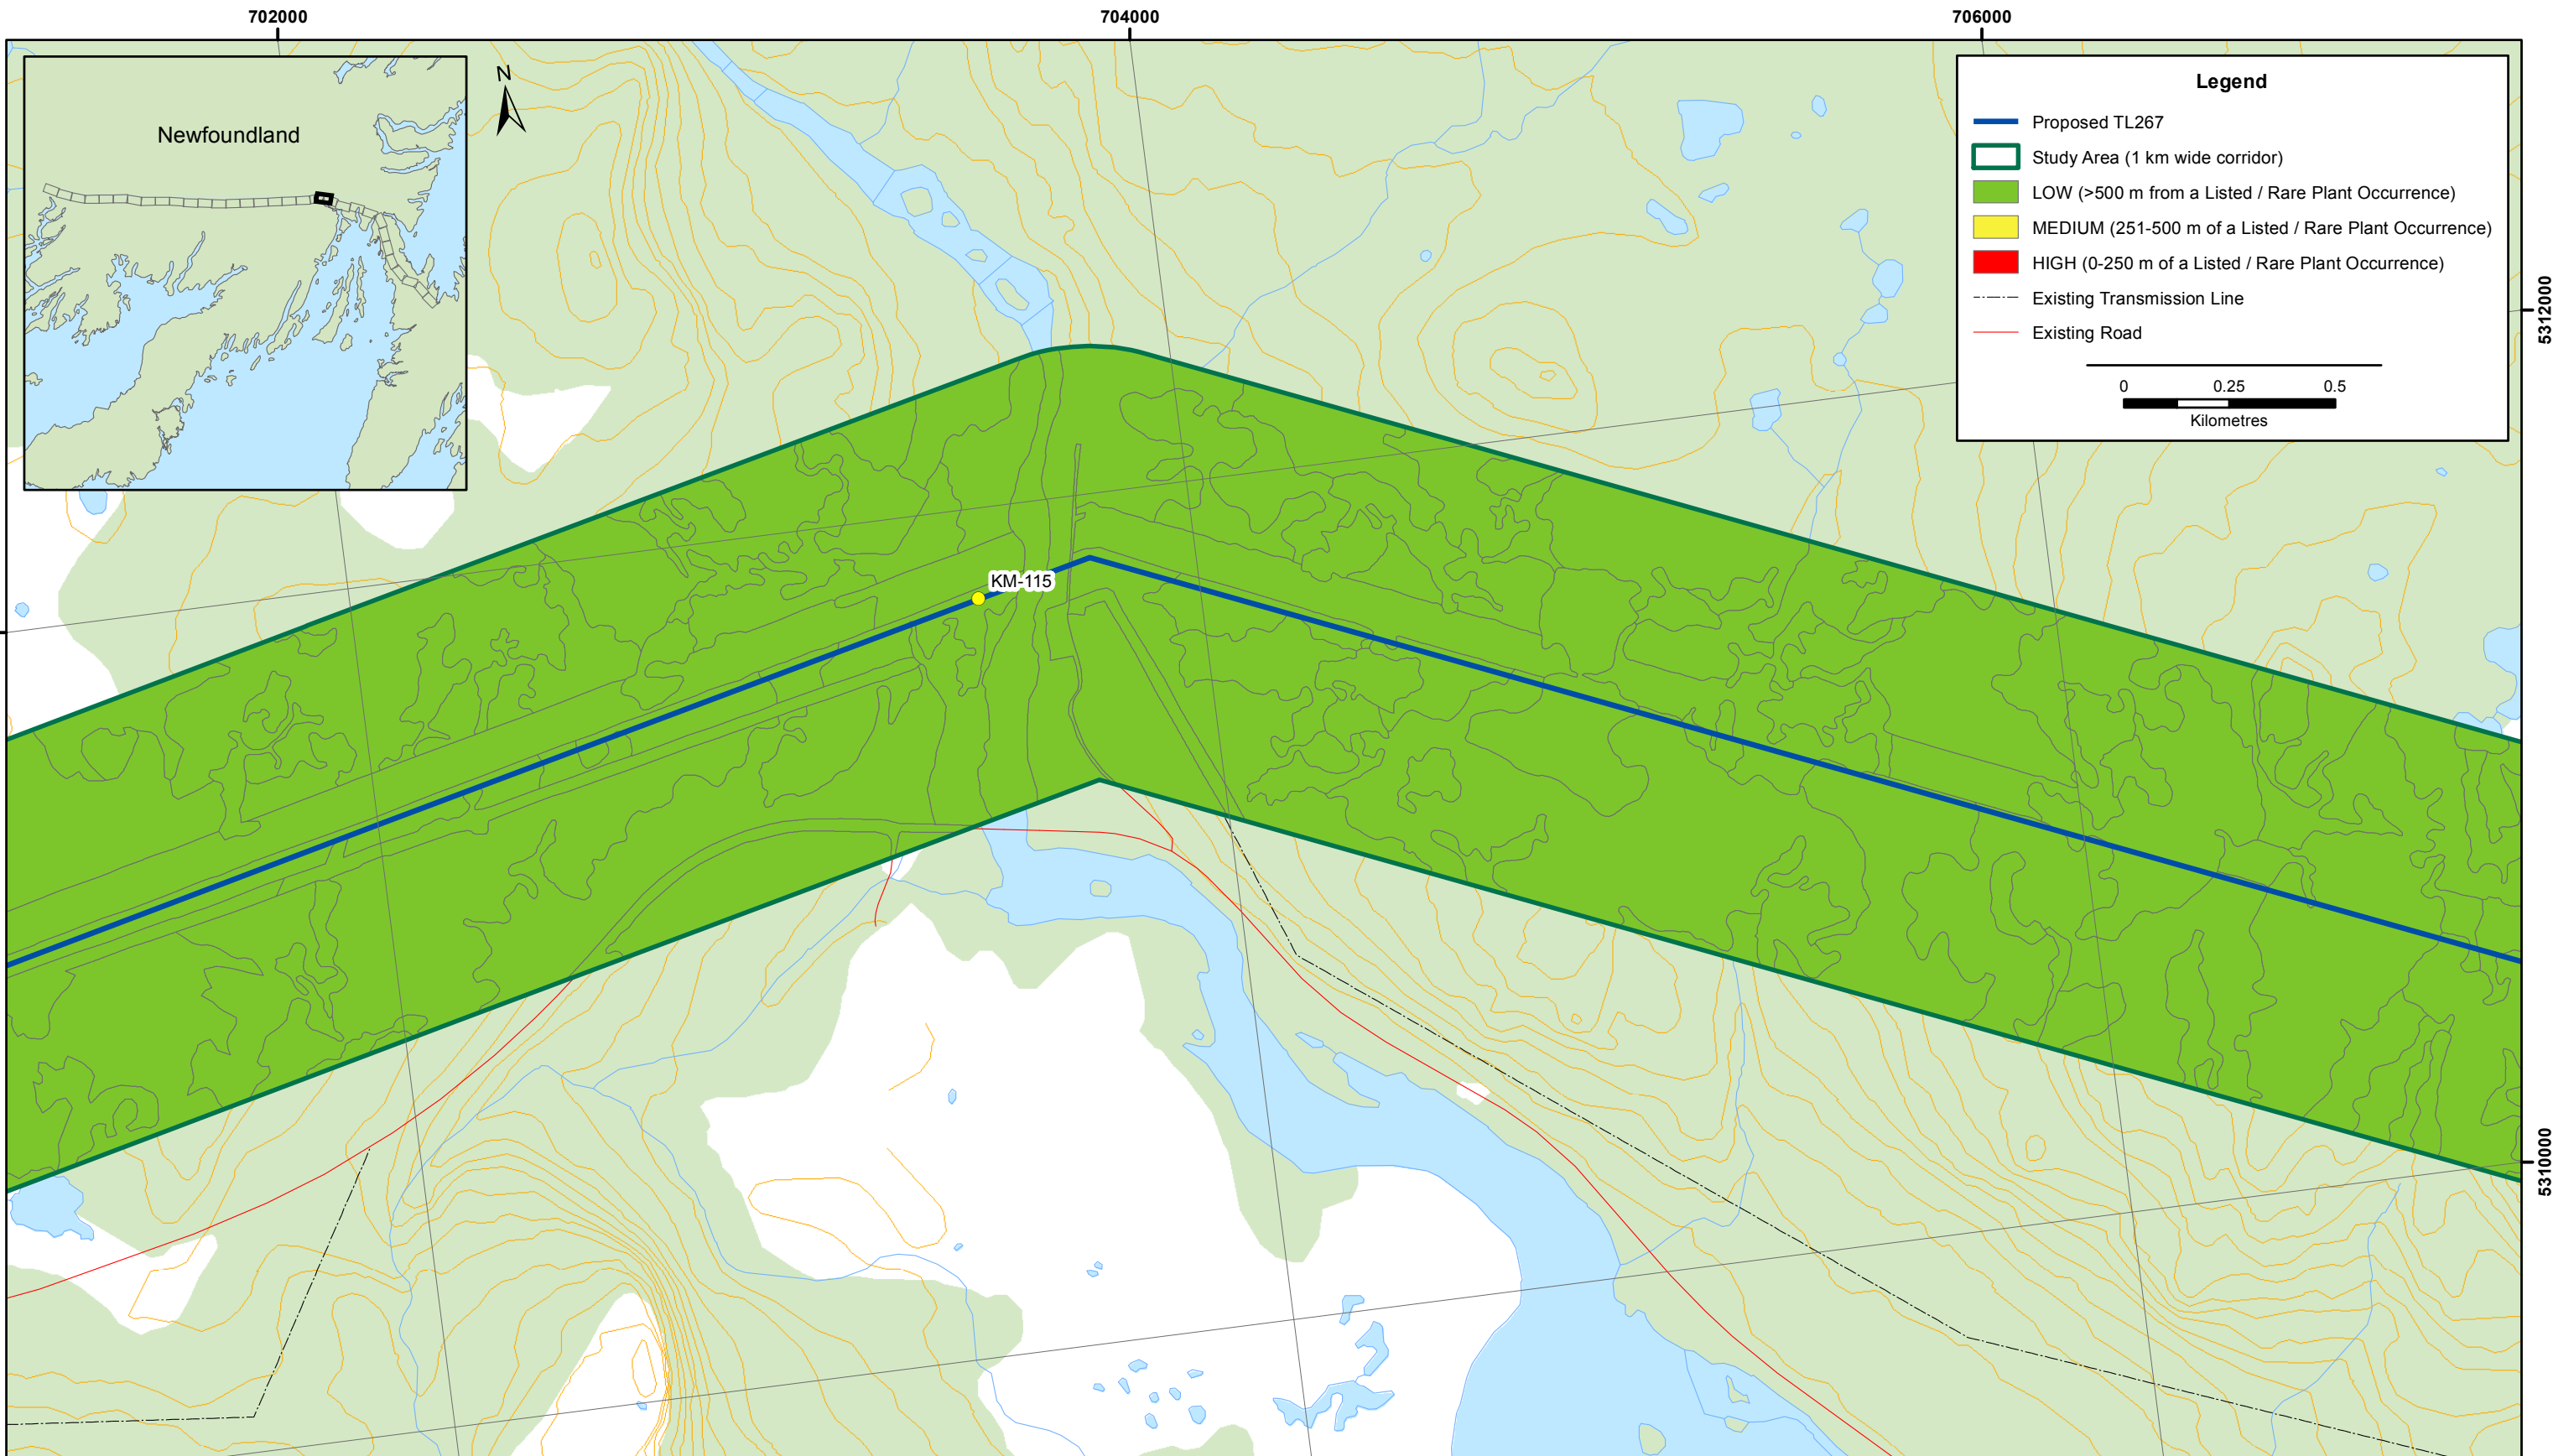 702000
704000
706000
Newfoundland
N
Legend
Proposed TL267
Study Area (1 km wide corridor)
LOW (>500 m from a Listed / Rare Plant Occurrence)
MEDIUM (251-500 m of a Listed / Rare Plant Occurrence)
HIGH (0-250 m of a Listed / Rare Plant Occurrence)
Existing Transmission Line
Existing Road
0 0.25 0.5
Kilometres
5312000
KM-115
5310000